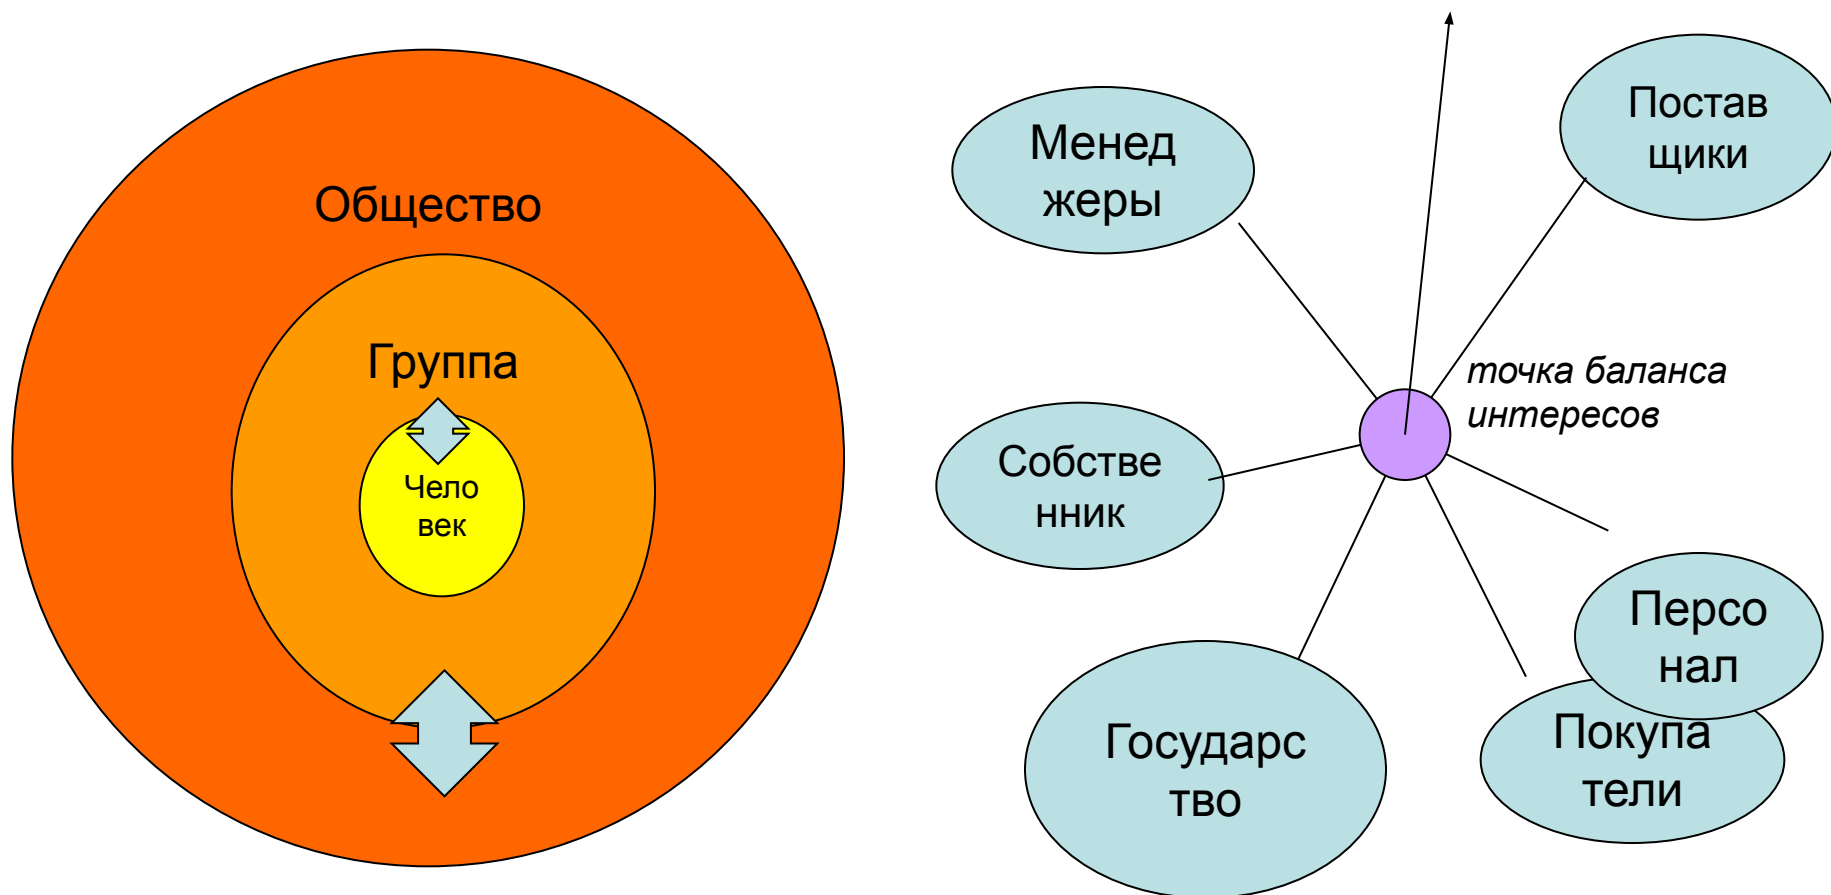 Общество
Группа
Чело
век
Менед
жеры
Постав
щики
точка баланса
интересов
Собстве
нник
Персо
нал
Государс
тво
Покупа
тели